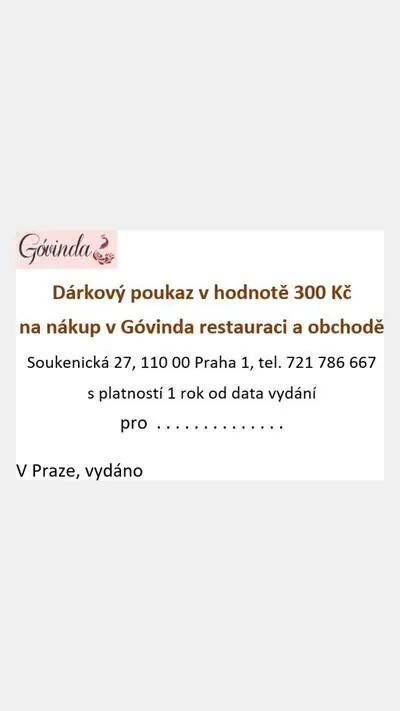 Góvinda
Dárkový poukaz v hodnotě 300 Kč
na nákup v Góvinda restauraci a obchodě
Soukenická 27, 110 00 Praha 1, tel. 721 786 667
s platností 1 rok od data vydání
pro . . . . . . . . . . . . . .
V Praze, vydáno